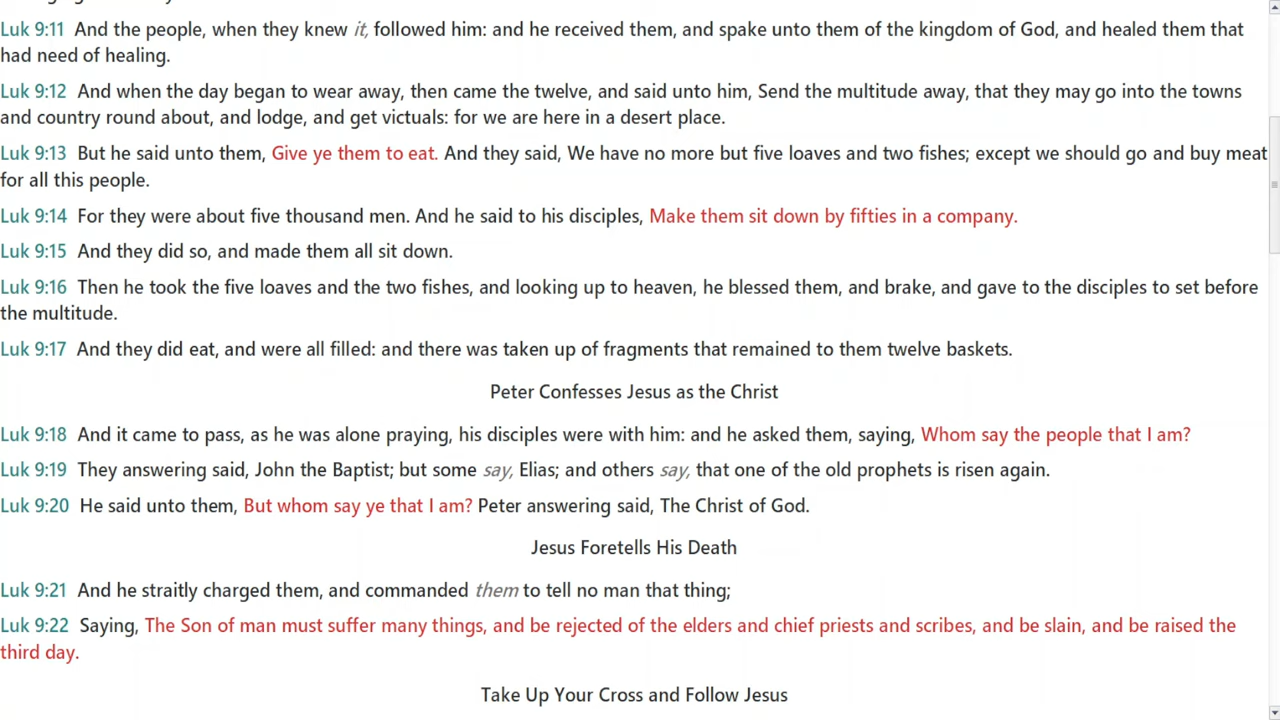 Luk 9:11 And the people, when they knew it, followed him: and he received them, and spake unto them of the kingdom of God, and healed them that
had need of healing.
Luk 9:12 And when the day began to wear away, then came the twelve, and said unto him, Send the multitude away, that they may go into the towns
and country round about, and lodge, and get victuals: for we are here in a desert place.
Luk 9:13 But he said unto them, Give ye them to eat. And they said, We have no more but five loaves and two fishes; except we should go and buy meat
for all this people.
Luk 9:14 For they were about five thousand men. And he said to his disciples, Make them sit down by fifties in a company.
Luk 9:15 And they did so, and made them all sit down.
Luk 9:16 Then he took the five loaves and the two fishes, and looking up to heaven, he blessed them, and brake, and gave to the disciples to set before
the multitude.
Luk 9:17 And they did eat, and were all filled: and there was taken up of fragments that remained to them twelve baskets.
Peter Confesses Jesus as the Christ
Luk 9:18 And it came to pass, as he was alone praying, his disciples were with him: and he asked them, saying, Whom say the people that I am?
Luk 9:19 They answering said, John the Baptist; but some say, Elias; and others say, that one of the old prophets is risen again.
Luk 9:20 He said unto them, But whom say ye that I am? Peter answering said, The Christ of God.
Jesus Foretells His Death
Luk 9:21 And he straitly charged them, and commanded them to tell no man that thing;
Luk 9:22 Saying, The Son of man must suffer many things, and be rejected of the elders and chief priests and scribes, and be slain, and be raised the
third day.
Take Up Your Cross and Follow Jesus